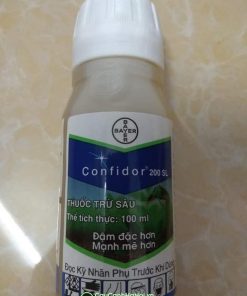 BAYER
BAYER
Confidor 200 SL
THUỐC TRỪ SÂU
Thể tích thực: 100 ml
Đậm đặc hơn
Mạnh mẽ hơn
Đọc Kỹ Nhãn Phụ Trước Khi Dùng